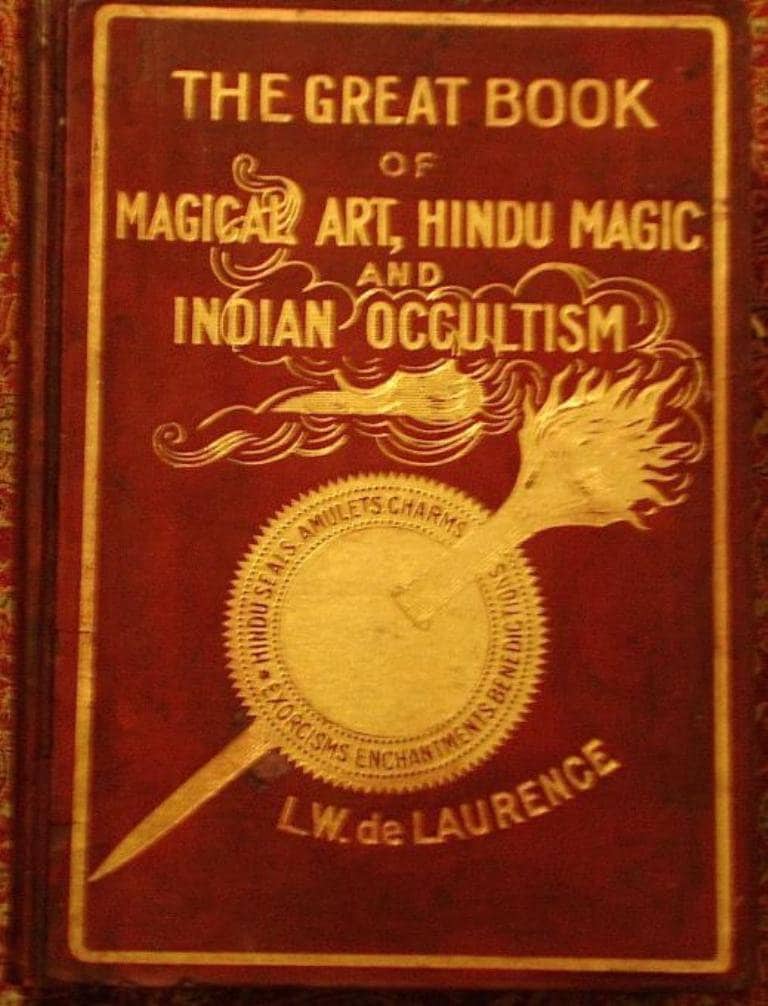 THE GREAT BOOK
OF
MAGICAL ART, HINDU MAGIC
AND
INDIAN OCCULTISM
HINDU SEALS AMULETS CHARMS
EXORCISMS ENCHANTMENTS BENEDICTIONS
L.W. de LAURENCE